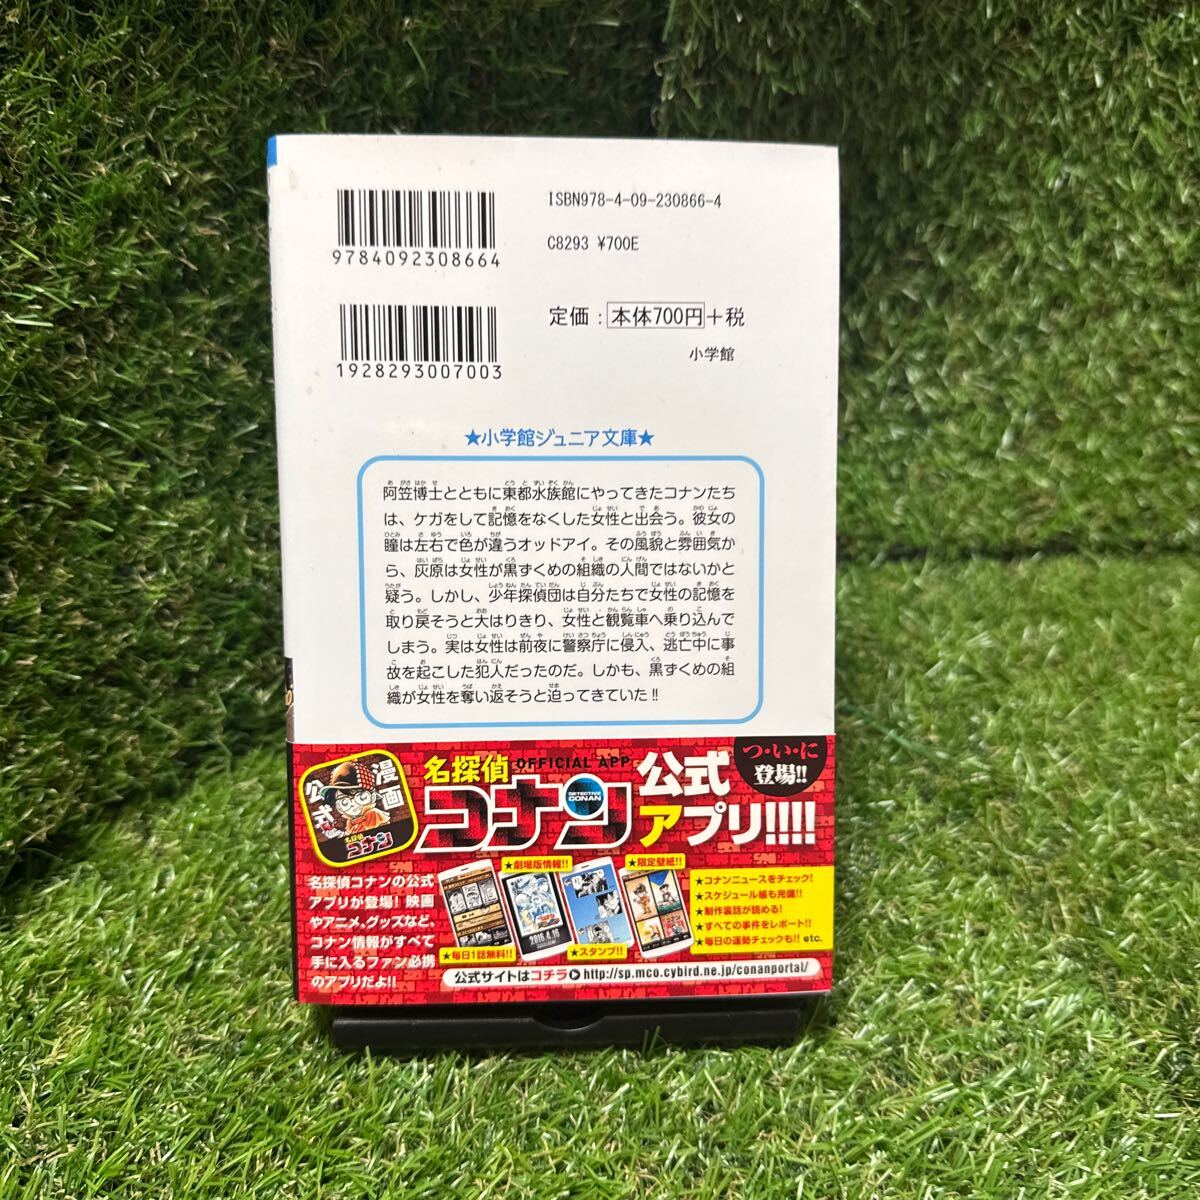 ISBN978-4-09-230866-4
C8293 ¥700E
9784092308664
1928293007003
定価：本体700円＋税
小学館
★小学館ジュニア文庫★
阿笠博士とともに東都水族館にやってきたコナンたち
は、ケガをして記憶をなくした女性と出会う。彼女の
瞳は左右で色が違うオッドアイ。その風貌と雰囲気か
ら、灰原は女性が黒ずくめの組織の人間ではないかと
疑う。しかし、少年探偵団は自分たちで女性の記憶を
取り戻そうと大はりきり、女性と観覧車へ乗り込んで
しまう。実は女性は前夜に警察庁に侵入、逃亡中に事
故を起こした犯人だったのだ。しかも、黒ずくめの組
織が女性を奪い返そうと迫ってきていた!!
漫画
公式
名探偵
コナン
名探偵
OFFICIAL APP
コナン
DETECTIVE
CONAN
公式
アプリ!!!!
つ・い・に
登場!!
名探偵コナンの公式
アプリが登場! 映画
やアニメ、グッズなど、
コナン情報がすべて
手に入るファン必携
のアプリだよ!!
★劇場版情報!!
★限定壁紙!!
2016.4.16
★毎日1話無料!!
★スタンプ!!
★コナンニュースをチェック!
★スケジュール帳も完備!!
★制作裏話が読める!
★すべての事件をレポート!!
★毎日の運勢チェックも!! etc.
公式サイトはコチラ▶http://sp.mco.cybird.ne.jp/conanportal/